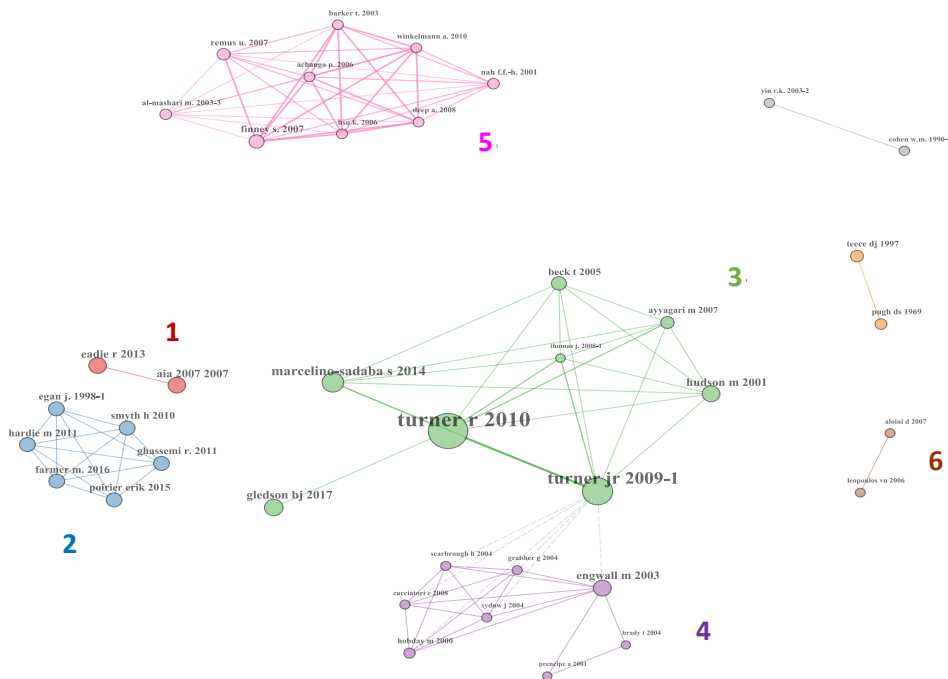 barker t. 2003
remus u. 2007
winkelmann a. 2010
achanga p. 2006
nah f.f.-h. 2001
al-mashari m. 2003-3
deep a. 2008
hsu k. 2006
finney s. 2007
5
yin r.k. 2003-2
cohen w.m. 1990-
teece dj 1997
pugh ds 1969
3
beck t 2005
ayyagari m 2007
thomas j. 2008-4
marcelino-sadaba s 2014
hudson m 2001
turner r 2010
turner jr 2009-1
gledson bj 2017
1
eadie r 2013
aia 2007 2007
egan j. 1998-1
smyth h 2010
hardie m 2011
ghassemi r. 2011
farmer m. 2016
poirier erik 2015
2
aloini d 2007
6
leopoulos vn 2006
scarbrough h 2004
grabher g 2004
engwall m 2003
cacciatori e 2008
sydow j 2004
4
hobday m 2000
brady t 2004
prencipe a 2001